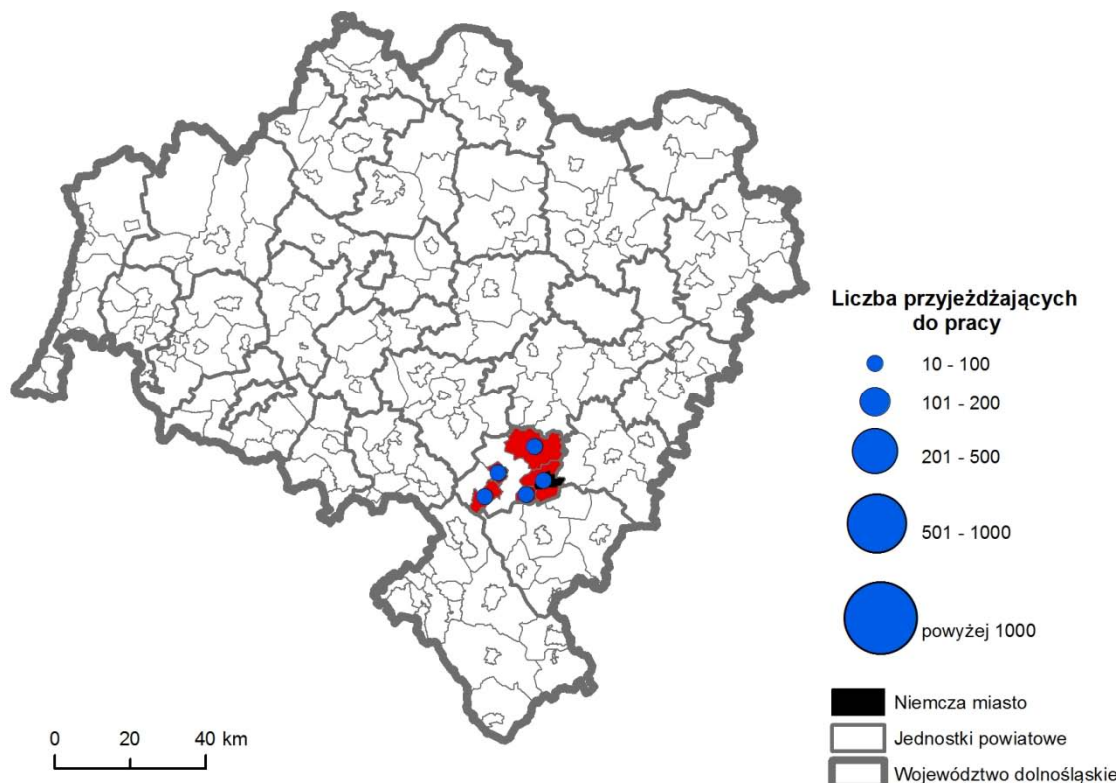 Liczba przyjeżdżających
do pracy
10 - 100
101 - 200
201 - 500
501 - 1000
powyżej 1000
Niemcza miasto
Jednostki powiatowe
Województwo dolnośląskie
0 20 40 km